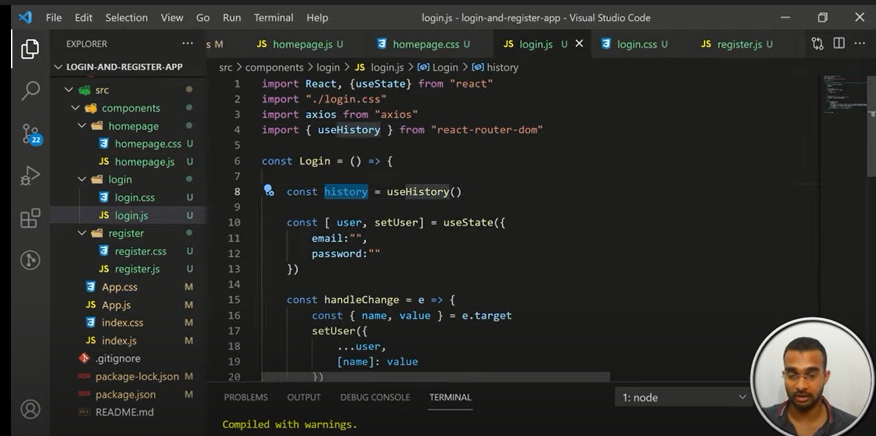 File Edit Selection View Go Run Terminal Help login.js - login-and-register-app - Visual Studio Code
EXPLORER
s M
JS homepage.js U
homepage.css U
JS login.js U
login.css U
JS register.js U
LOGIN-AND-REGISTER-APP
src
components
homepage
homepage.css U
homepage.js U
login
login.css U
JS login.js U
register
register.css U
JS register.js U
App.css M
JS App.js M
index.css M
JS index.js M
.gitignore
package-lock.json M
package.json M
README.md
22
src > components > login > JS login.js > Login > history
1 import React, {useState} from "react"
2 import "./login.css"
3 import axios from "axios"
4 import { useHistory } from "react-router-dom"
5
6 const Login = () => {
7
8 const history = useHistory()
9
10 const [ user, setUser] = useState({
11 email:"",
12 password:""
13 })
14
15 const handleChange = e => {
16 const { name, value } = e.target
17 setUser({
18 ...user,
19 [name]: value
20 })
PROBLEMS OUTPUT DEBUG CONSOLE TERMINAL 1: node
Compiled with warnings.